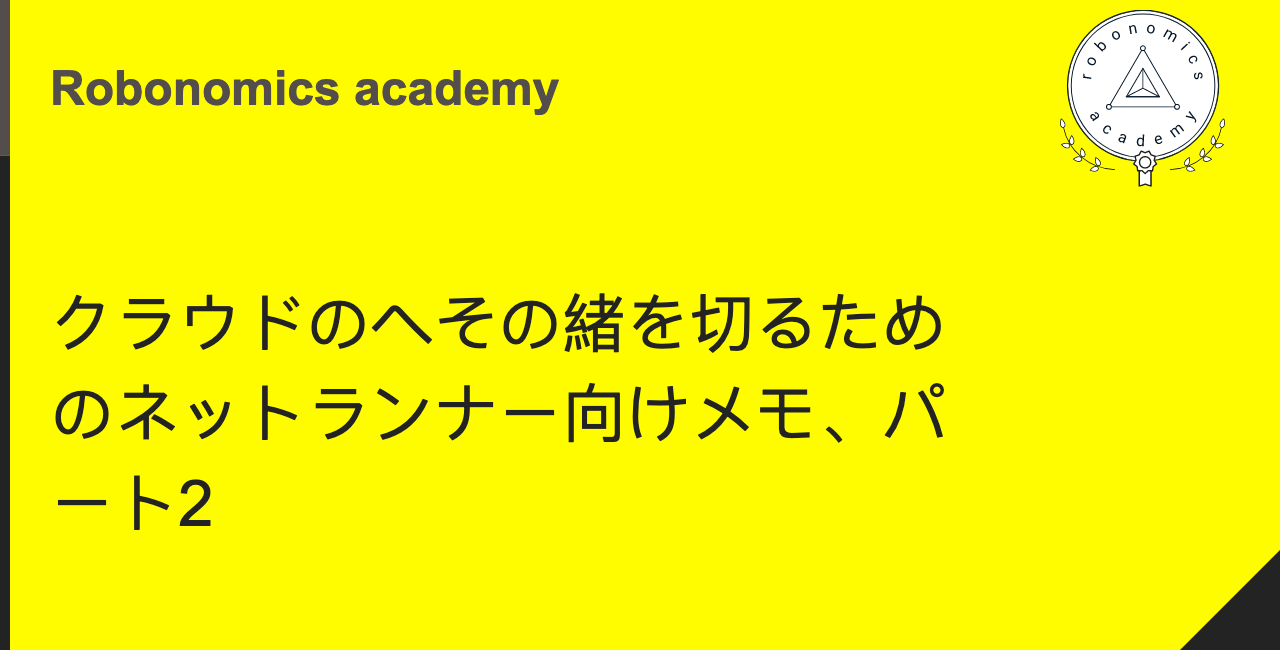 Robonomics academy
robonomics
academy
クラウドのへその緒を切るため
のネットランナー向けメモ、パ
ート2